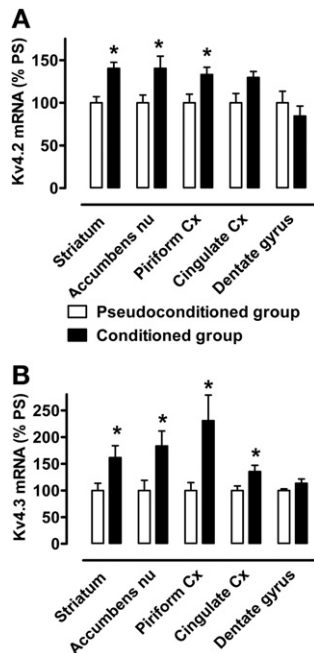 A
Kv4.2 mRNA (% PS)
150
100
50
0
* * *
Striatum
Accumbens nu
Piriform Cx
Cingulate Cx
Dentate gyrus
Pseudoconditioned group
Conditioned group
B
Kv4.3 mRNA (% PS)
250
200
150
100
50
0
* * * *
Striatum
Accumbens nu
Piriform Cx
Cingulate Cx
Dentate gyrus